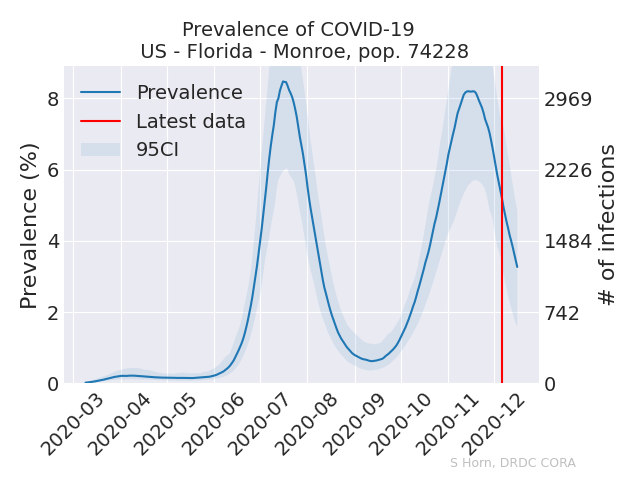 Prevalence of COVID-19
US - Florida - Monroe, pop. 74228
Prevalence
Latest data
95CI
Prevalence (%)
8
6
4
2
0
# of infections
2969
2226
1484
742
0
2020-03
2020-04
2020-05
2020-06
2020-07
2020-08
2020-09
2020-10
2020-11
2020-12
S Horn, DRDC CORA